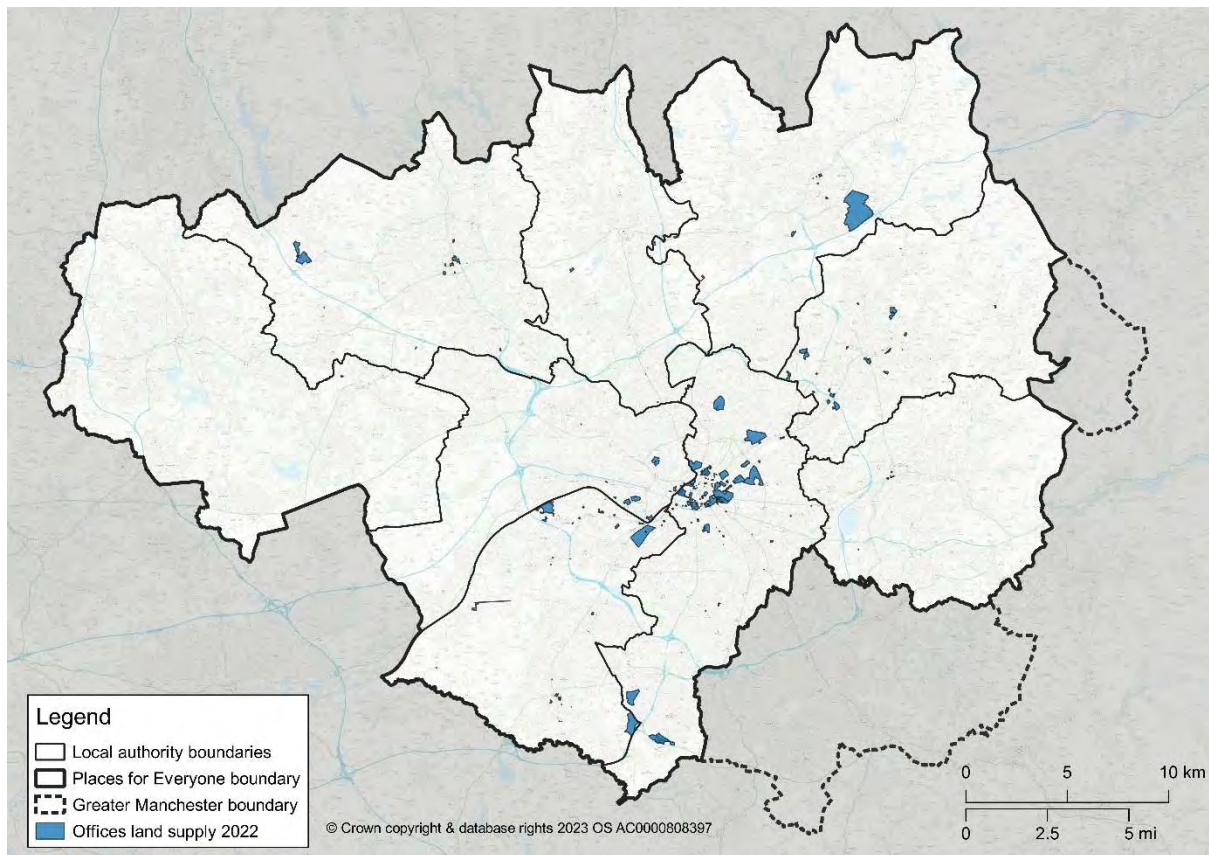 Legend
Local authority boundaries
Places for Everyone boundary
Greater Manchester boundary
Offices land supply 2022
© Crown copyright & database rights 2023 OS AC0000808397
0 5 10 km
0 2.5 5 mi